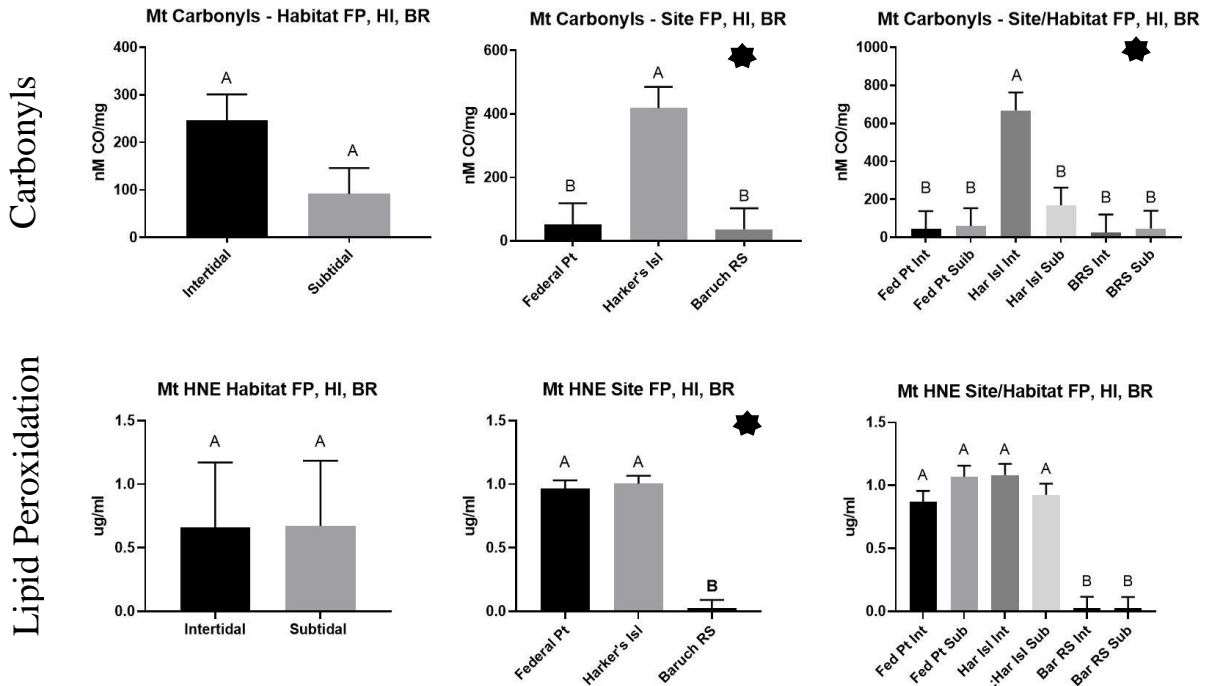 Carbonyls
Mt Carbonyls - Habitat FP, HI, BR
nM CO/mg
400
300
200
100
0
A
A
Intertidal
Subtidal
Mt Carbonyls - Site FP, HI, BR
nM CO/mg
600
400
200
0
B
A
B
Federal Pt
Harker's Isl
Baruch RS
Mt Carbonyls - Site/Habitat FP, HI, BR
nM CO/mg
1000
800
600
400
200
0
B
B
A
B
B
B
Fed Pt Int
Fed Pt Suib
Har Isl Int
Har Isl Sub
BRS Int
BRS Sub
Lipid Peroxidation
Mt HNE Habitat FP, HI, BR
ug/ml
1.5
1.0
0.5
0.0
A
A
Intertidal
Subtidal
Mt HNE Site FP, HI, BR
ug/ml
1.5
1.0
0.5
0.0
A
A
B
Federal Pt
Harker's Isl
Baruch RS
Mt HNE Site/Habitat FP, HI, BR
ug/ml
1.5
1.0
0.5
0.0
A
A
A
A
B
B
Fed Pt Int
Fed Pt Sub
Har Isl Int
:Har Isl Sub
Bar RS Int
Bar RS Sub